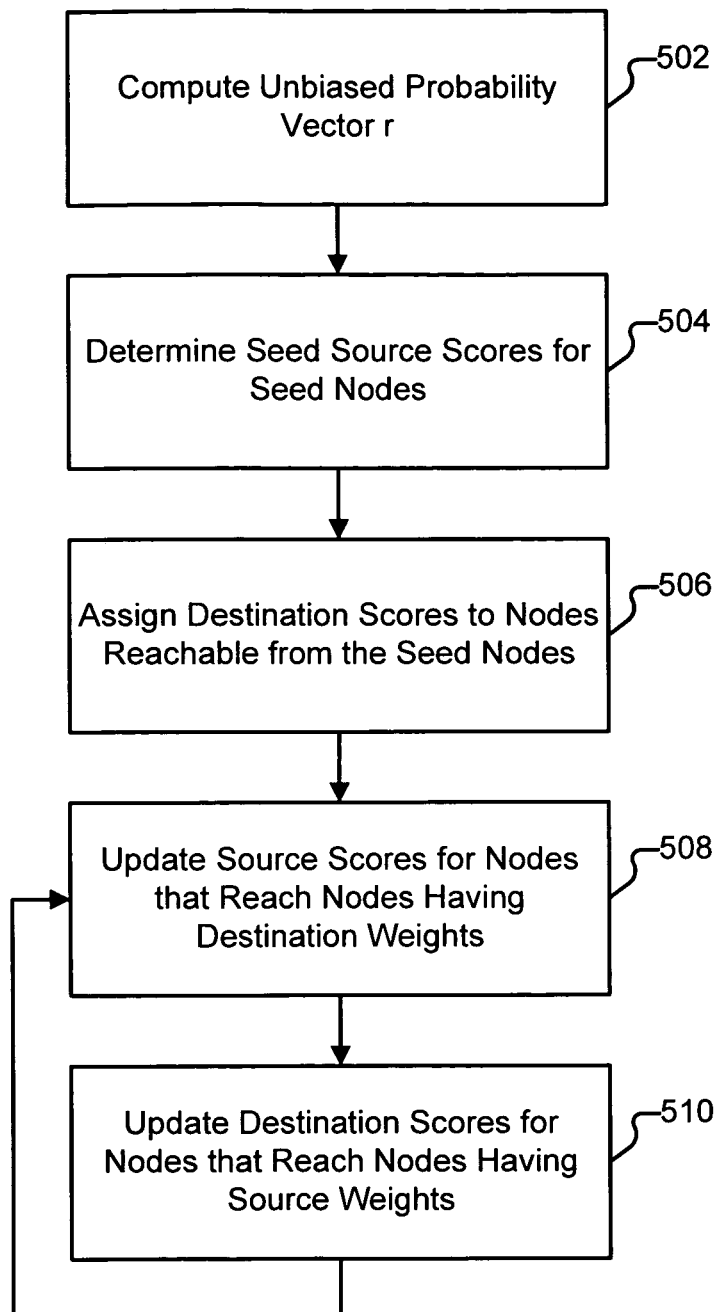 Compute Unbiased Probability
Vector r
502
Determine Seed Source Scores for
Seed Nodes
504
Assign Destination Scores to Nodes
Reachable from the Seed Nodes
506
Update Source Scores for Nodes
that Reach Nodes Having
Destination Weights
508
Update Destination Scores for
Nodes that Reach Nodes Having
Source Weights
510